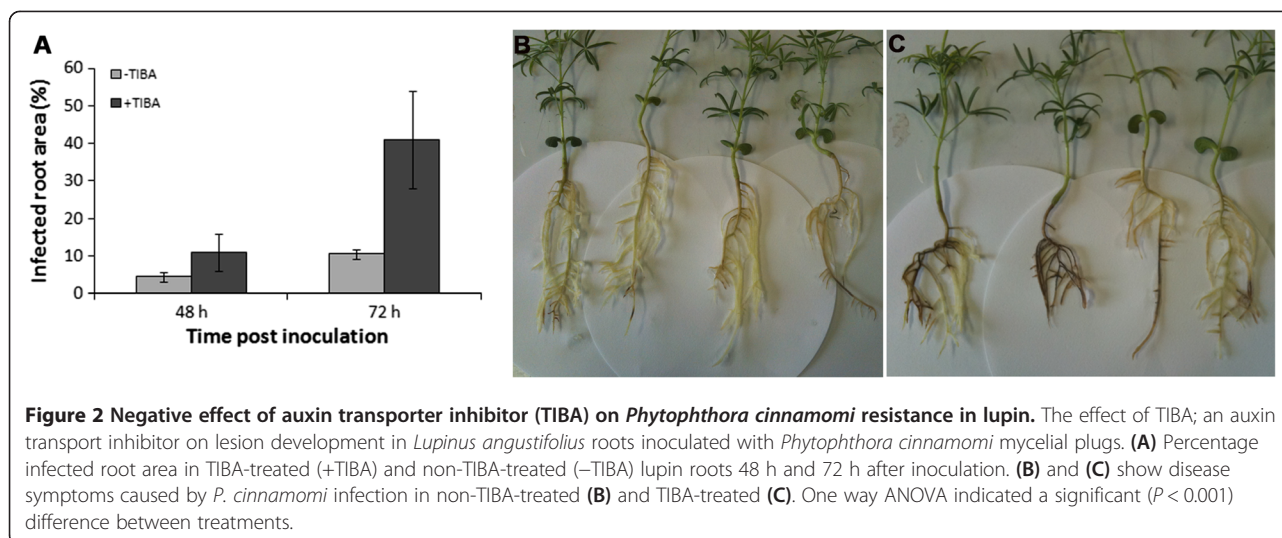 A
B
C
60
50
40
30
20
10
0
-TIBA
+TIBA
Infected root area (%)
48 h
72 h
Time post inoculation
Figure 2 Negative effect of auxin transporter inhibitor (TIBA) on Phytophthora cinnamomi resistance in lupin. The effect of TIBA; an auxin
transport inhibitor on lesion development in Lupinus angustifolius roots inoculated with Phytophthora cinnamomi mycelial plugs. (A) Percentage
infected root area in TIBA-treated (+TIBA) and non-TIBA-treated (−TIBA) lupin roots 48 h and 72 h after inoculation. (B) and (C) show disease
symptoms caused by P. cinnamomi infection in non-TIBA-treated (B) and TIBA-treated (C). One way ANOVA indicated a significant (P < 0.001)
difference between treatments.